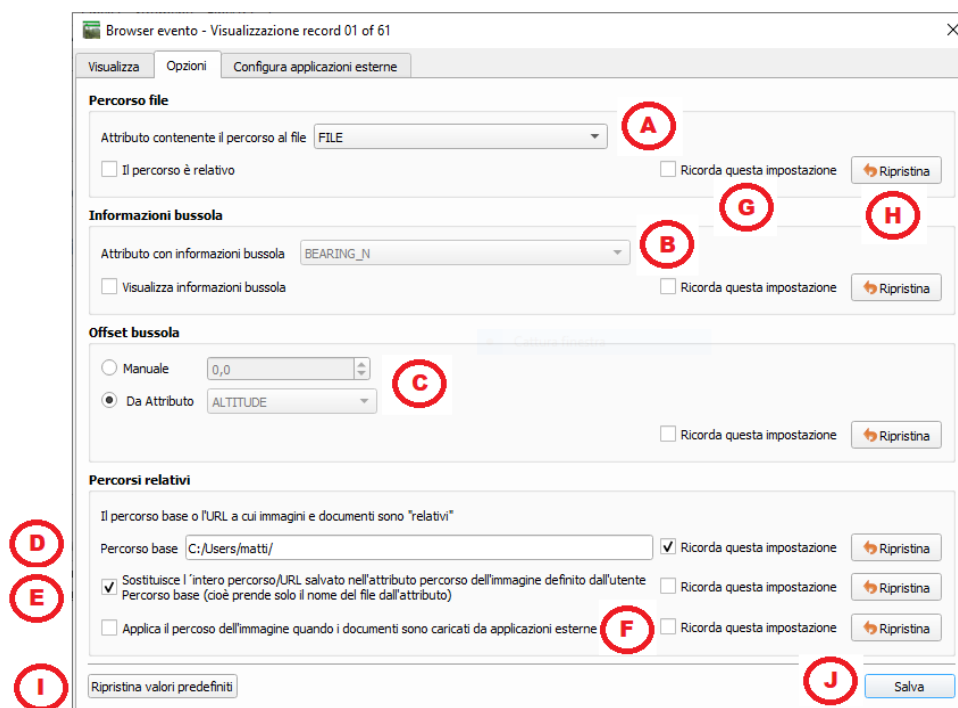 Browser evento - Visualizzazione record 01 of 61
Visualizza Opzioni Configura applicazioni esterne
Percorso file
Attributo contenente il percorso al file FILE A
Il percorso è relativo Ricorda questa impostazione Ripristina
G H
Informazioni bussola
Attributo con informazioni bussola BEARING_N B
Visualizza informazioni bussola Ricorda questa impostazione Ripristina
Offset bussola
Cattura finestra
Manuale 0,0 C
Da Attributo ALTITUDE
Ricorda questa impostazione Ripristina
Percorsi relativi
Il percorso base o l'URL a cui immagini e documenti sono "relativi"
D Percorso base C:/Users/matti/ Ricorda questa impostazione Ripristina
E Sostituisce l´intero percorso/URL salvato nell'attributo percorso dell'immagine definito dall'utente Ricorda questa impostazione Ripristina
Percorso base (cioè prende solo il nome del file dall'attributo)
Applica il percoso dell'immagine quando i documenti sono caricati da applicazioni esterne F Ricorda questa impostazione Ripristina
I Ripristina valori predefiniti J Salva